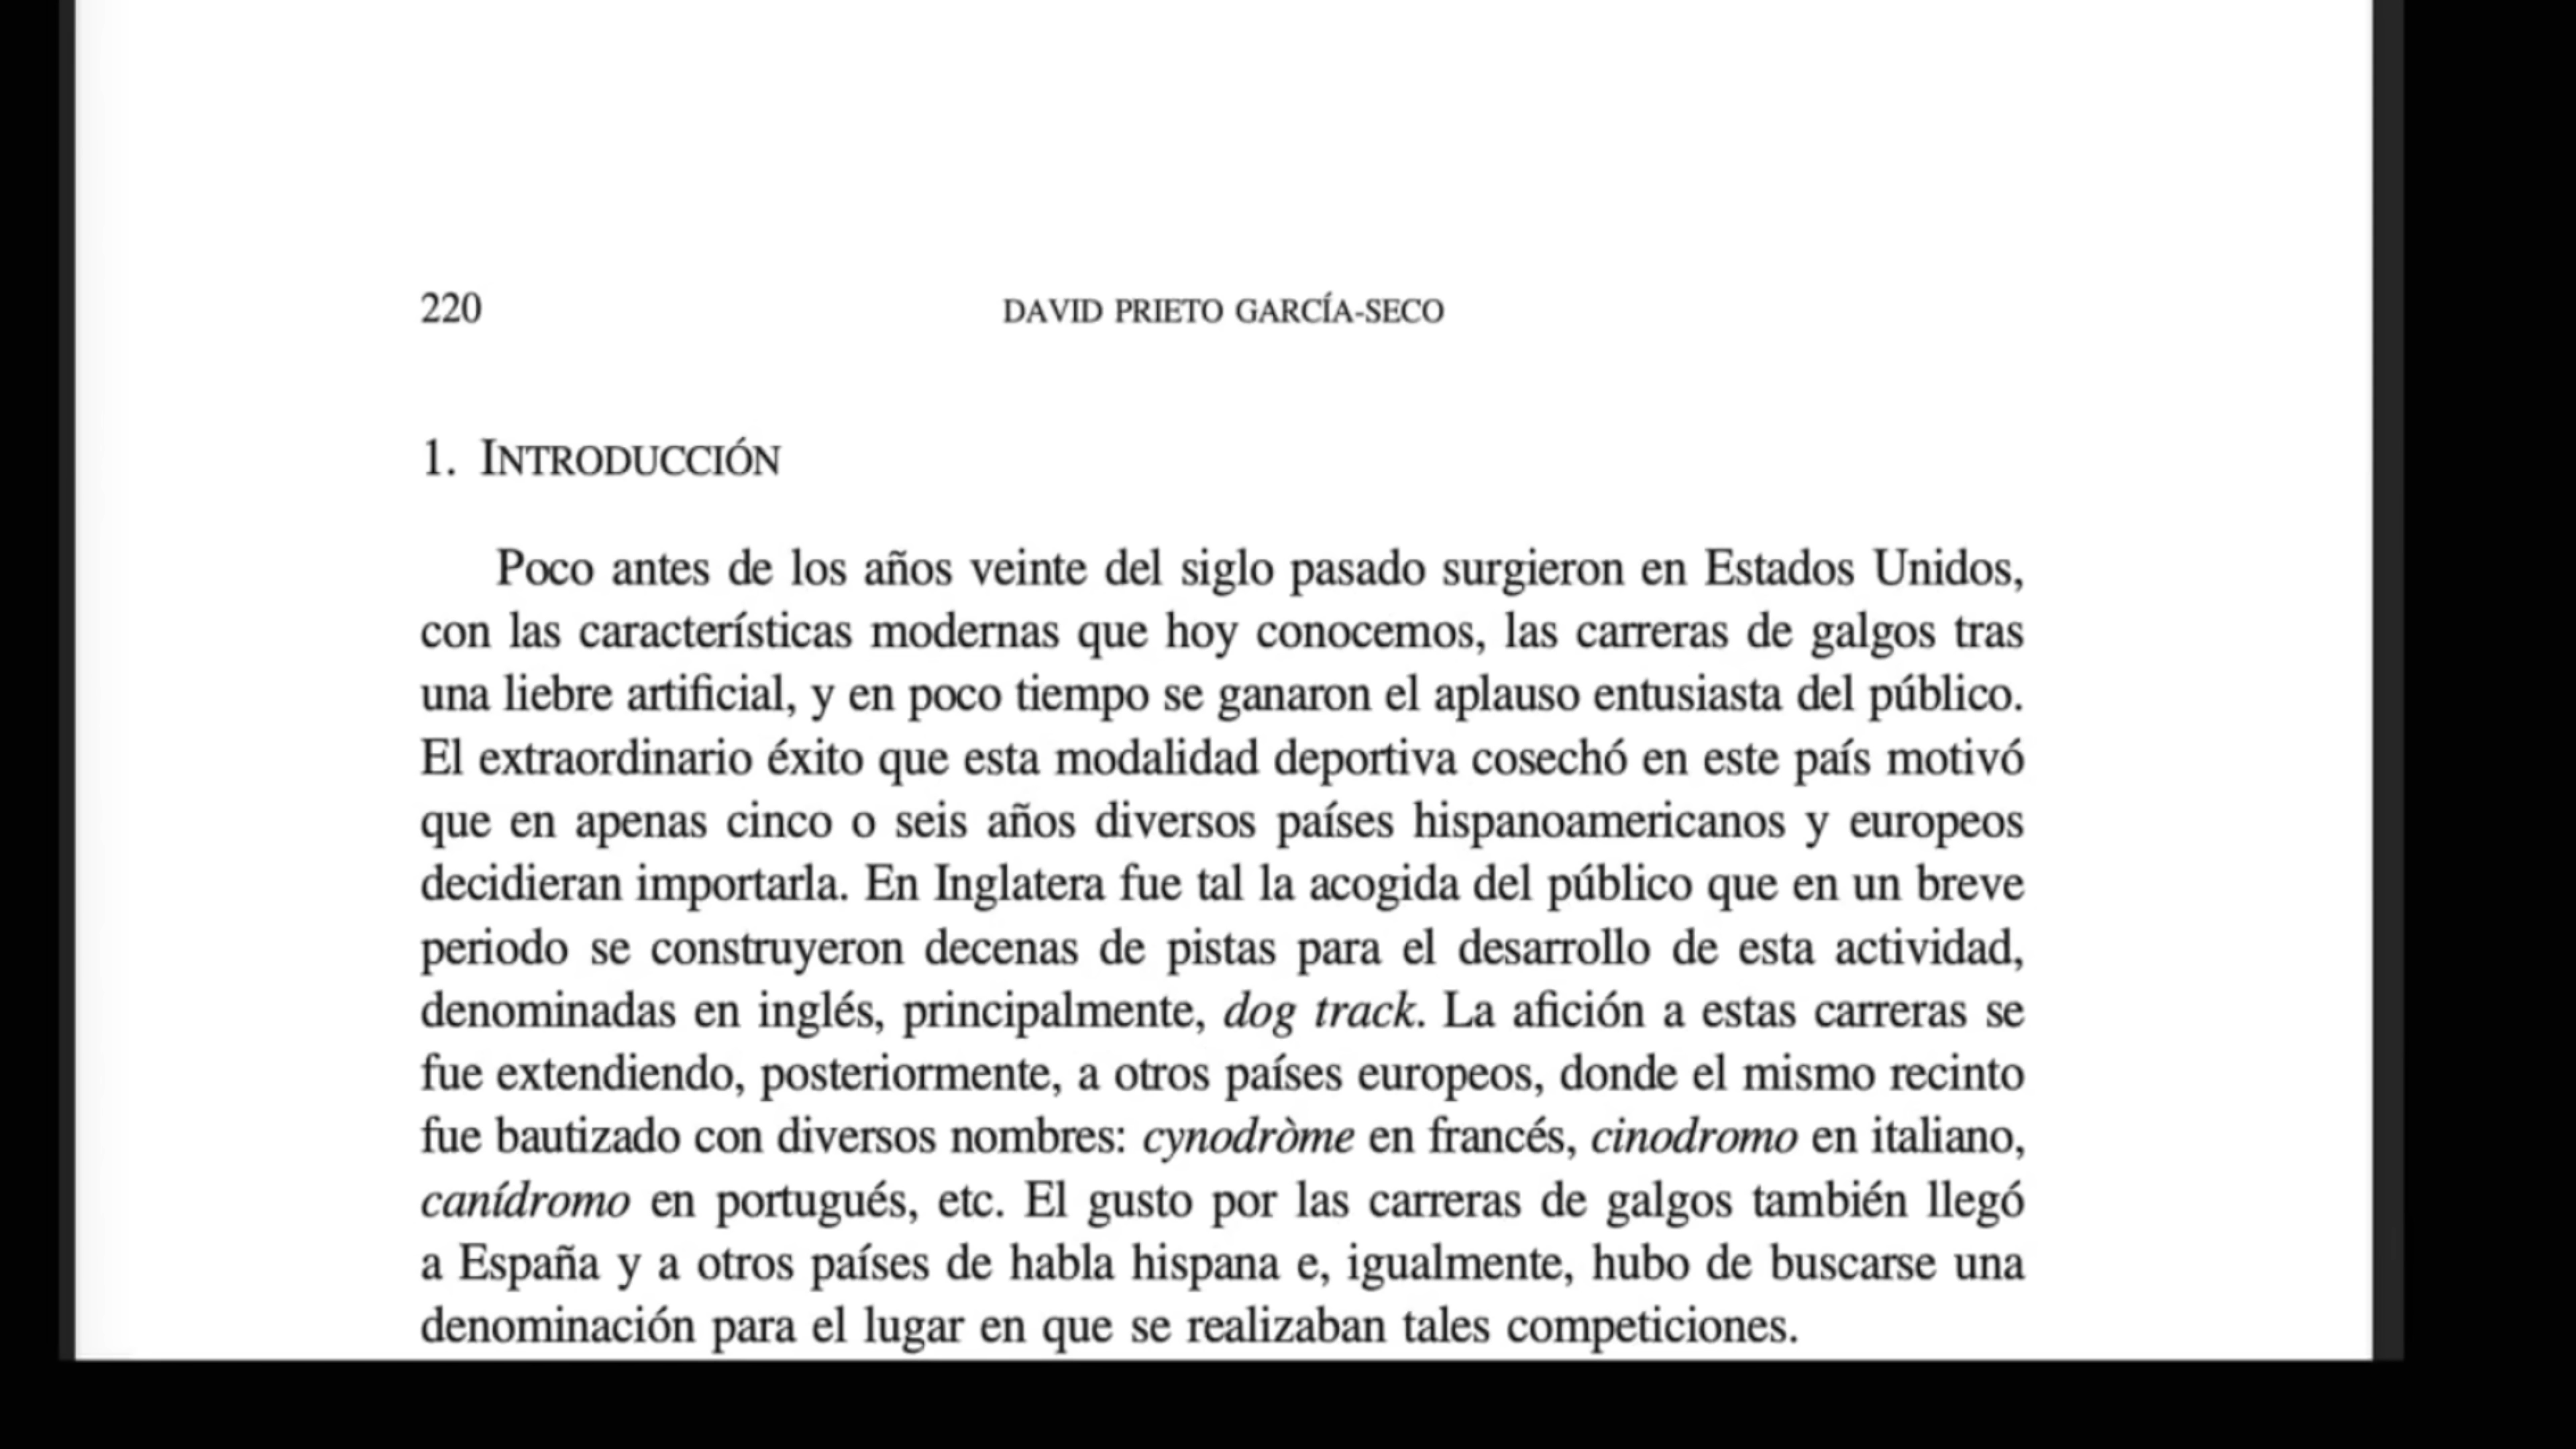 220
DAVID PRIETO GARCÍA-SECO
1. INTRODUCCIÓN
Poco antes de los años veinte del siglo pasado surgieron en Estados Unidos,
con las características modernas que hoy conocemos, las carreras de galgos tras
una liebre artificial, y en poco tiempo se ganaron el aplauso entusiasta del público.
El extraordinario éxito que esta modalidad deportiva cosechó en este país motivó
que en apenas cinco o seis años diversos países hispanoamericanos y europeos
decidieran importarla. En Inglatera fue tal la acogida del público que en un breve
periodo se construyeron decenas de pistas para el desarrollo de esta actividad,
denominadas en inglés, principalmente, dog track. La afición a estas carreras se
fue extendiendo, posteriormente, a otros países europeos, donde el mismo recinto
fue bautizado con diversos nombres: cynodròme en francés, cinodromo en italiano,
canídromo en portugués, etc. El gusto por las carreras de galgos también llegó
a España y a otros países de habla hispana e, igualmente, hubo de buscarse una
denominación para el lugar en que se realizaban tales competiciones.